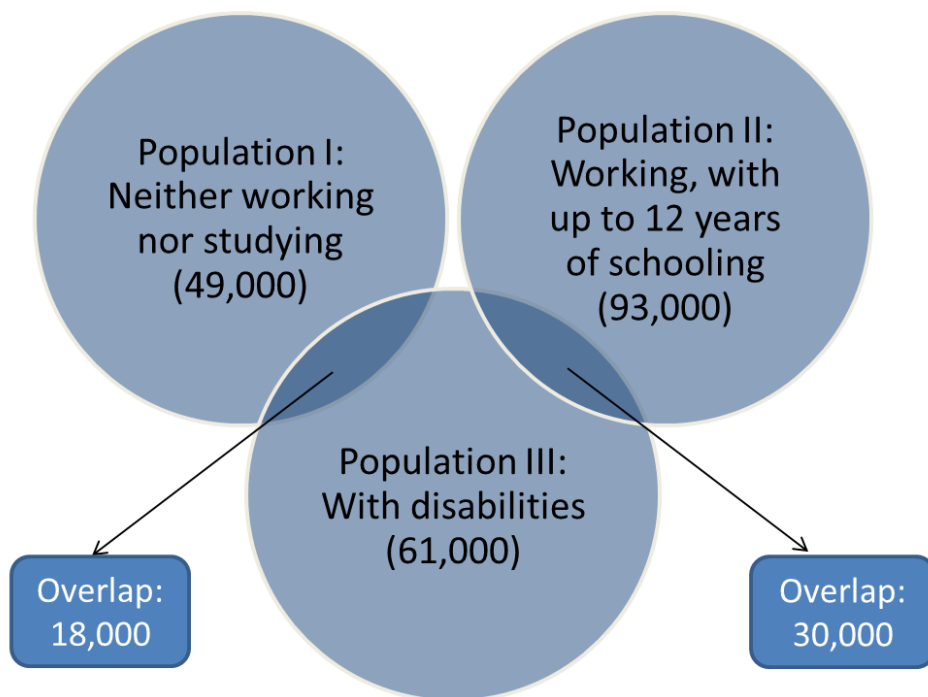 Population I:
Neither working
nor studying
(49,000)
Population II:
Working, with
up to 12 years
of schooling
(93,000)
Population III:
With disabilities
(61,000)
Overlap:
18,000
Overlap:
30,000